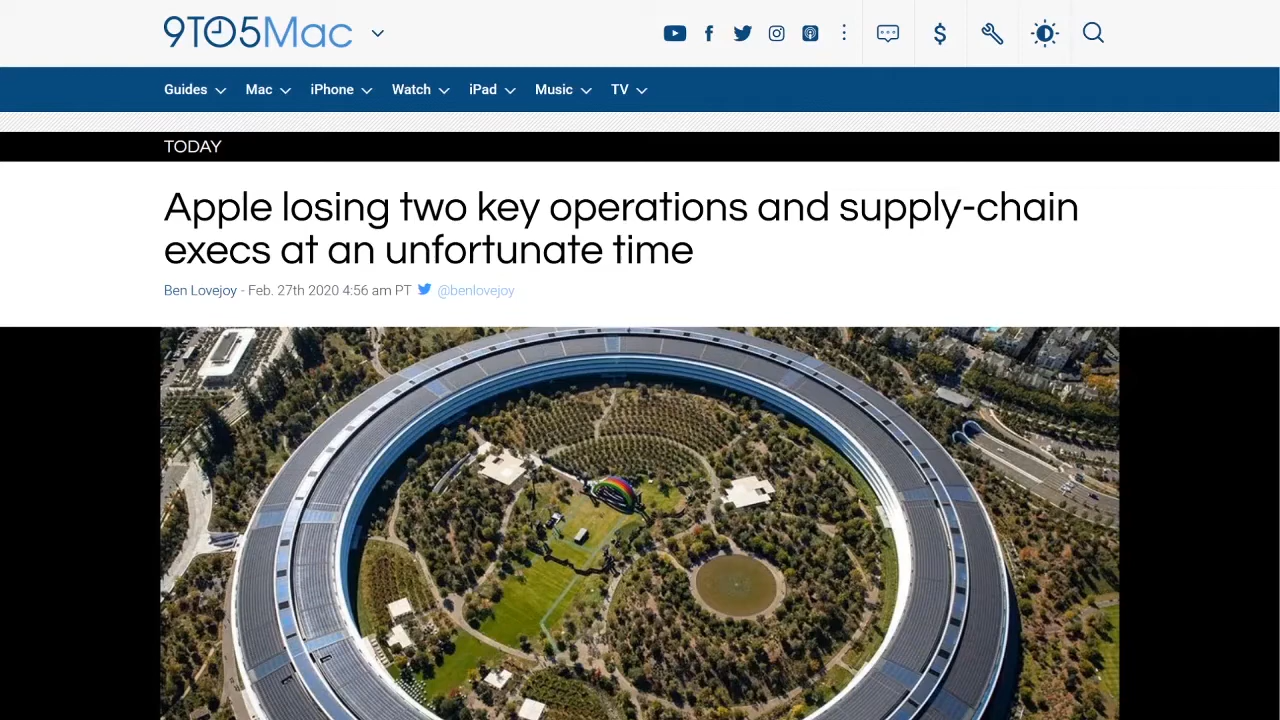 9TO5Mac
Guides Mac iPhone Watch iPad Music TV
TODAY
Apple losing two key operations and supply-chain
execs at an unfortunate time
Ben Lovejoy - Feb. 27th 2020 4:56 am PT @benlovejoy